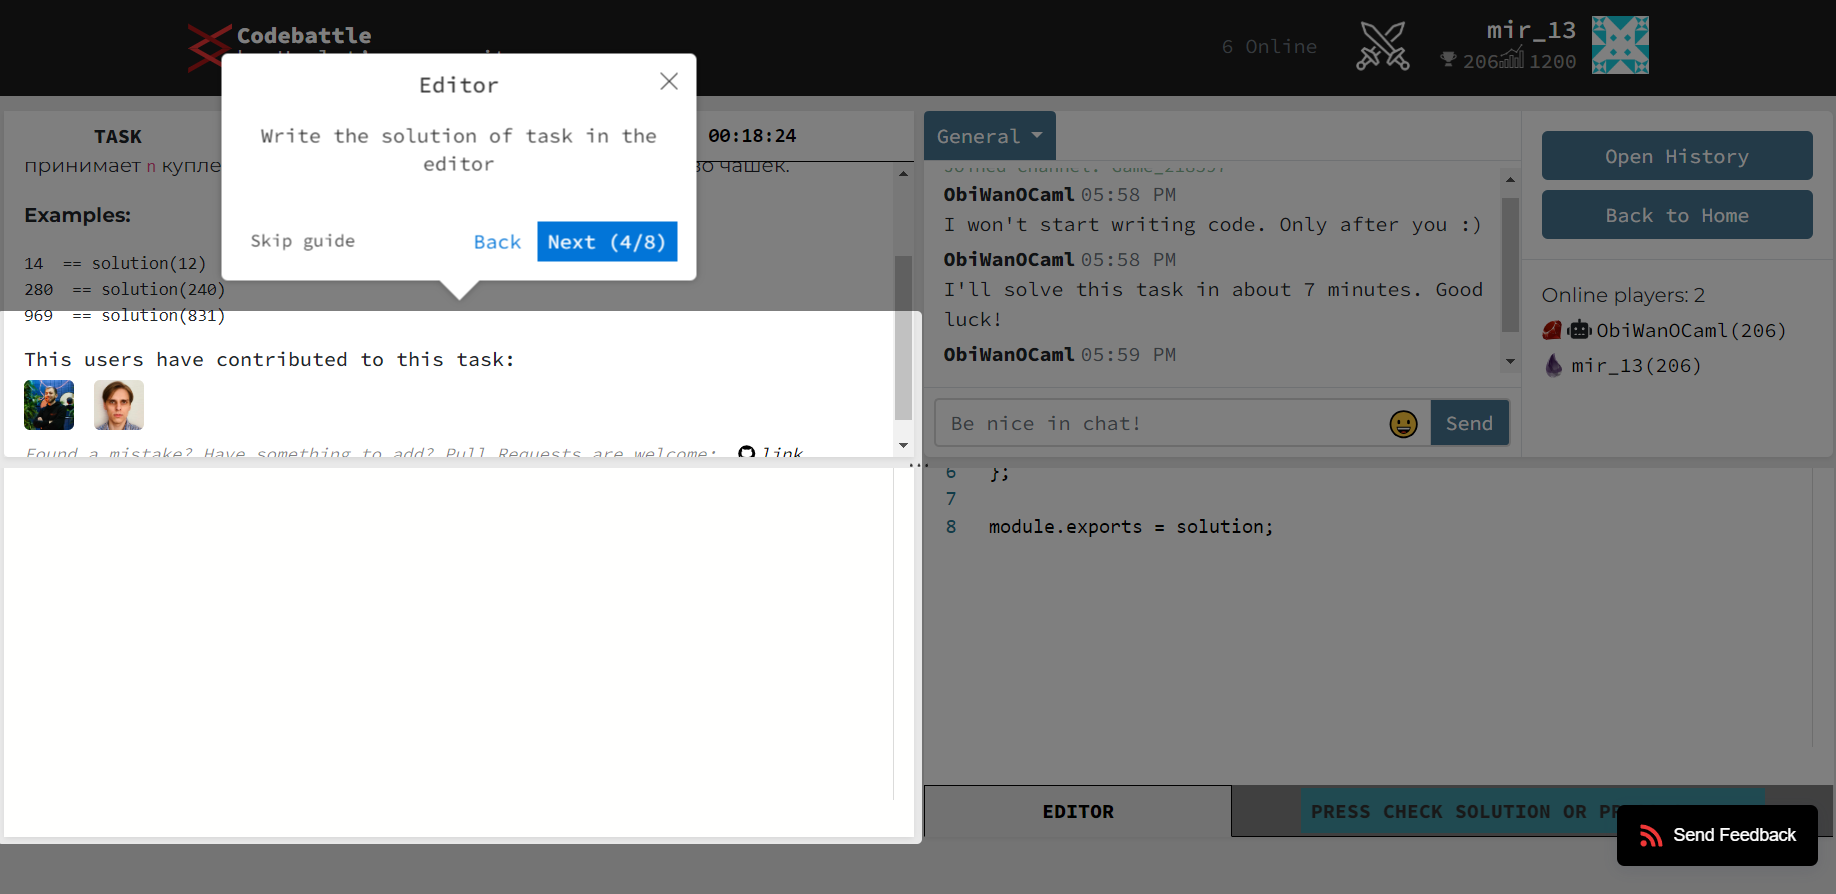 Codebattle
6 Online
mir_13
206 1200
Editor
Write the solution of task in the
editor
Skip guide
Back
Next (4/8)
TASK
00:18:24
принимает n
чашек.
Examples:
14 == solution(12)
280 == solution(240)
969 == solution(831)
This users have contributed to this task:
Found a mistake? Have something to add? Pull Requests are welcome: link
General
Joined channel: Game_218397
ObiWanOCaml 05:58 PM
I won't start writing code. Only after you :)
ObiWanOCaml 05:58 PM
I'll solve this task in about 7 minutes. Good
luck!
ObiWanOCaml 05:59 PM
Be nice in chat!
Send
Open History
Back to Home
Online players: 2
ObiWanOCaml(206)
mir_13(206)
6 };
7
8 module.exports = solution;
EDITOR
PRESS CHECK SOLUTION OR
Send Feedback